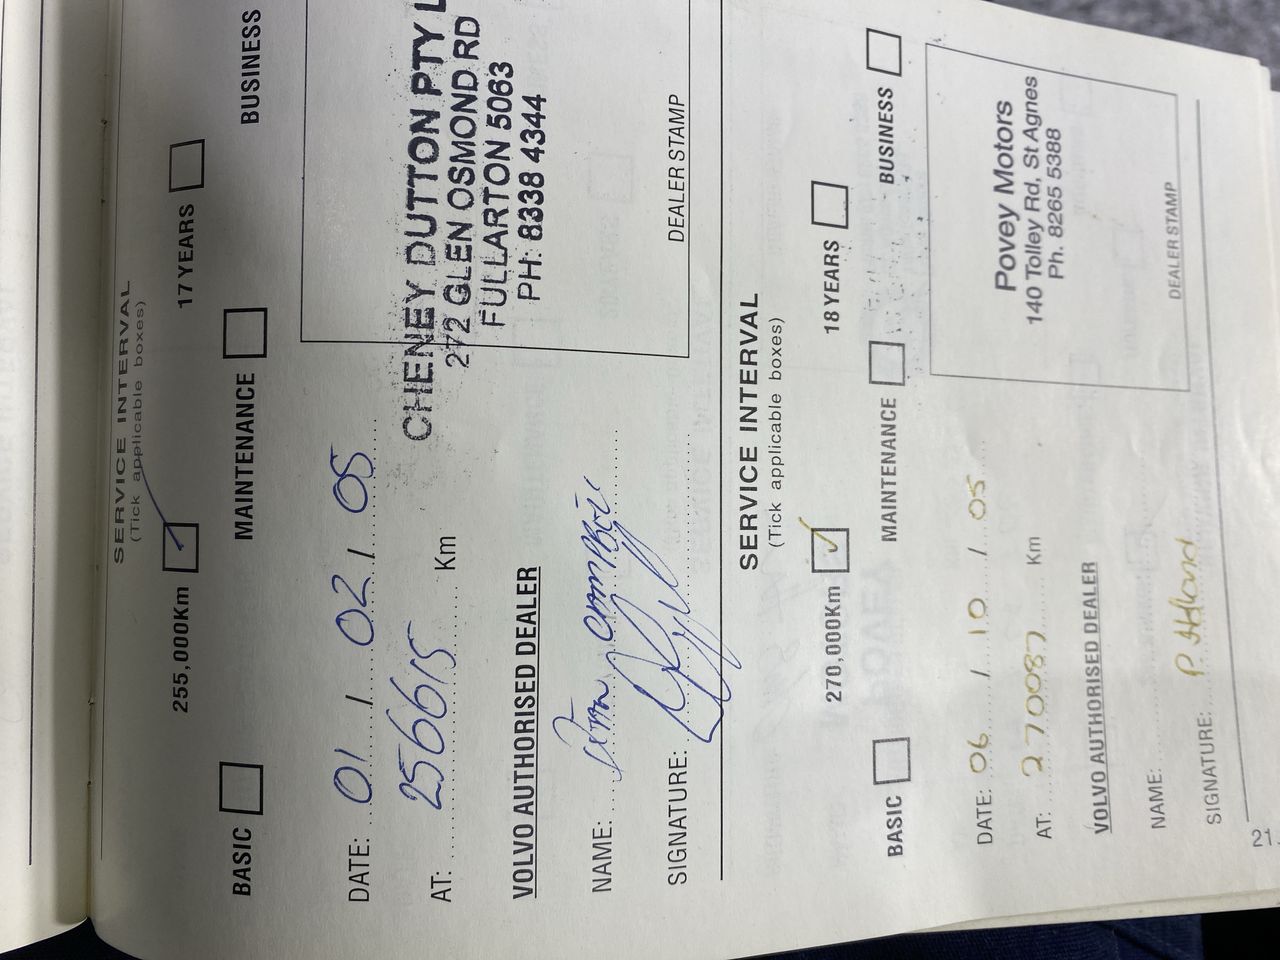 SERVICE INTERVAL
(Tick applicable boxes)
255,000Km 17 YEARS
BASIC MAINTENANCE BUSINESS
DATE: 01 / 02 / 05
AT: 256615 Km
CHENEY DUTTON PTY L
272 GLEN OSMOND RD
FULLARTON 5063
PH: 8338 4344
VOLVO AUTHORISED DEALER
NAME:
SIGNATURE:
DEALER STAMP
SERVICE INTERVAL
(Tick applicable boxes)
270,000Km 18 YEARS
BASIC MAINTENANCE BUSINESS
DATE: 06 / 10 / 05
AT: 270087 Km
Povey Motors
140 Tolley Rd, St Agnes
Ph. 8265 5388
VOLVO AUTHORISED DEALER
NAME:
SIGNATURE: P.
DEALER STAMP
21.